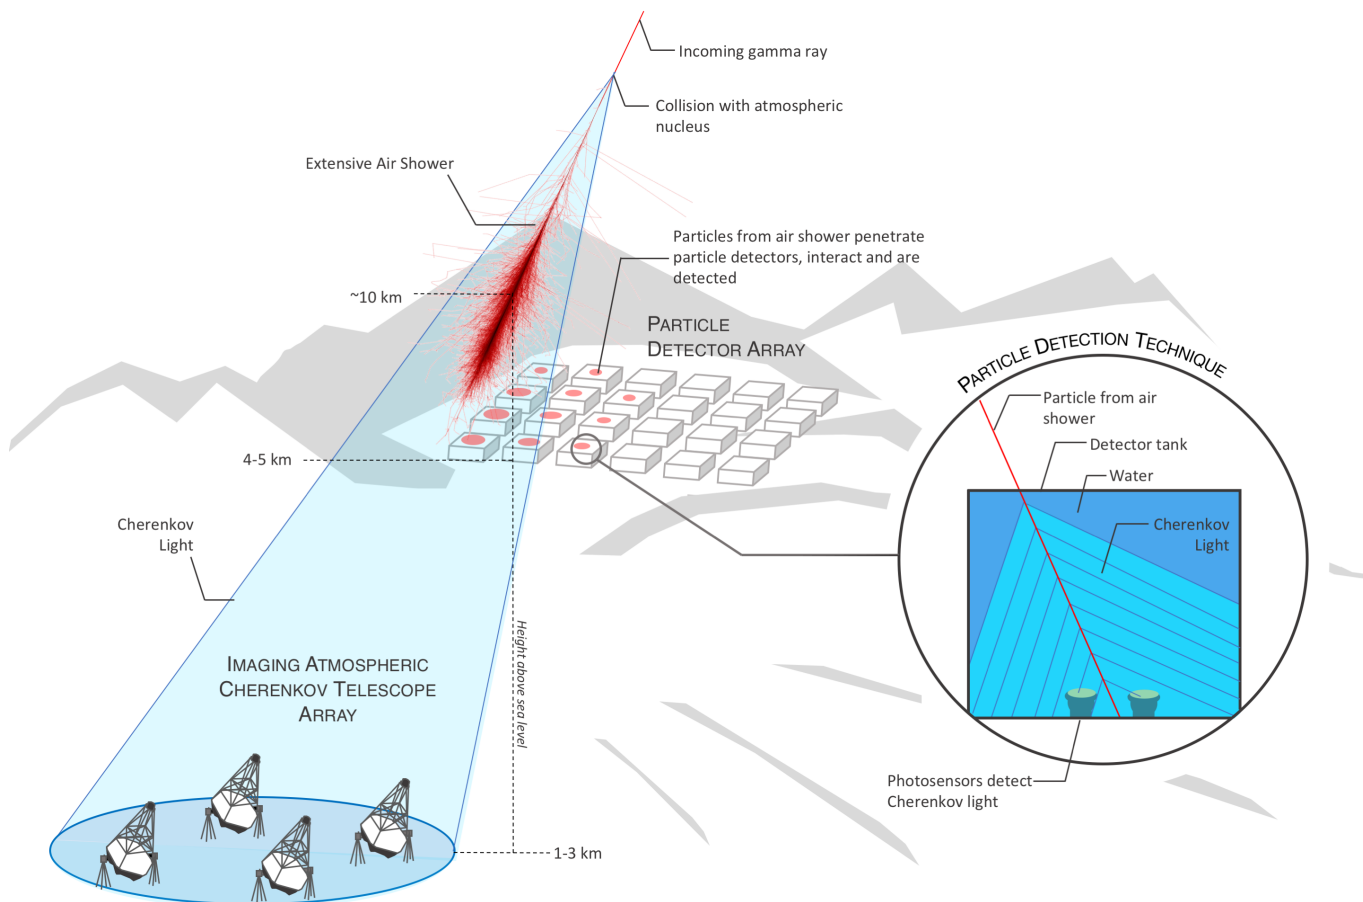 Incoming gamma ray
Collision with atmospheric
nucleus
Extensive Air Shower
Particles from air shower penetrate
particle detectors, interact and are
detected
~10 km
PARTICLE
DETECTOR ARRAY
PARTICLE DETECTION TECHNIQUE
Particle from air
shower
Detector tank
Water
Cherenkov
Light
4-5 km
Cherenkov
Light
Height above sea level
IMAGING ATMOSPHERIC
CHERENKOV TELESCOPE
ARRAY
Photosensors detect
Cherenkov light
1-3 km